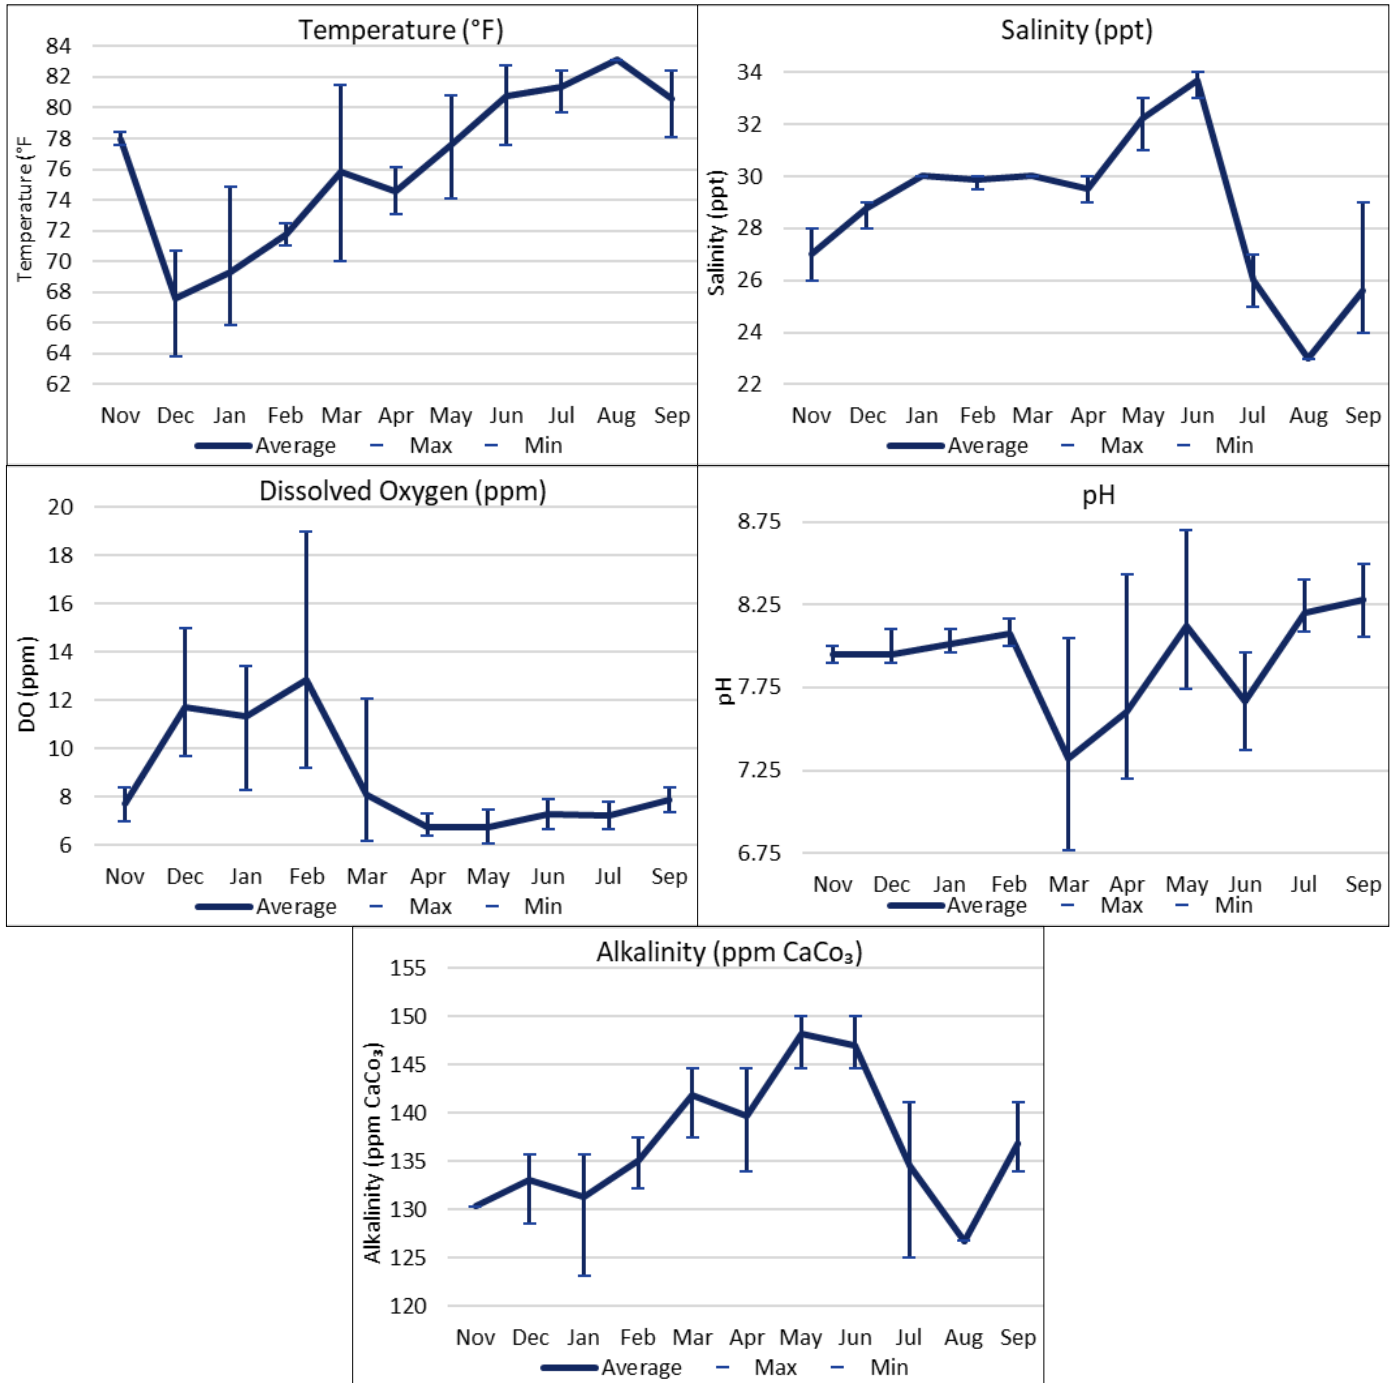 Temperature (°F)
84
82
80
78
76
74
72
70
68
66
64
62
Temperature (°F
Nov Dec Jan Feb Mar Apr May Jun Jul Aug Sep
Average Max Min
Salinity (ppt)
34
32
30
28
26
24
22
Salinity (ppt)
Nov Dec Jan Feb Mar Apr May Jun Jul Aug Sep
Average Max Min
Dissolved Oxygen (ppm)
20
18
16
14
12
10
8
6
DO (ppm)
Nov Dec Jan Feb Mar Apr May Jun Jul Sep
Average Max Min
pH
8.75
8.25
7.75
7.25
6.75
pH
Nov Dec Jan Feb Mar Apr May Jun Jul Sep
Average Max Min
Alkalinity (ppm CaCo₃)
155
150
145
140
135
130
125
120
Alkalinity (ppm CaCo₃)
Nov Dec Jan Feb Mar Apr May Jun Jul Aug Sep
Average Max Min